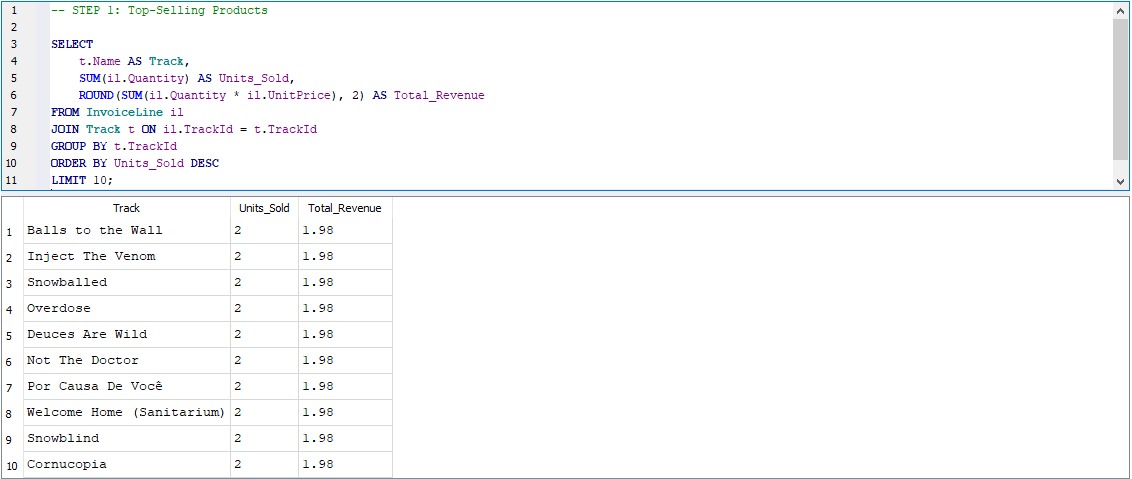 1 -- STEP 1: Top-Selling Products
2
3 SELECT
4 t.Name AS Track,
5 SUM(il.Quantity) AS Units_Sold,
6 ROUND(SUM(il.Quantity * il.UnitPrice), 2) AS Total_Revenue
7 FROM InvoiceLine il
8 JOIN Track t ON il.TrackId = t.TrackId
9 GROUP BY t.TrackId
10 ORDER BY Units_Sold DESC
11 LIMIT 10;
Track Units_Sold Total_Revenue
1 Balls to the Wall 2 1.98
2 Inject The Venom 2 1.98
3 Snowballed 2 1.98
4 Overdose 2 1.98
5 Deuces Are Wild 2 1.98
6 Not The Doctor 2 1.98
7 Por Causa De Você 2 1.98
8 Welcome Home (Sanitarium) 2 1.98
9 Snowblind 2 1.98
10 Cornucopia 2 1.98